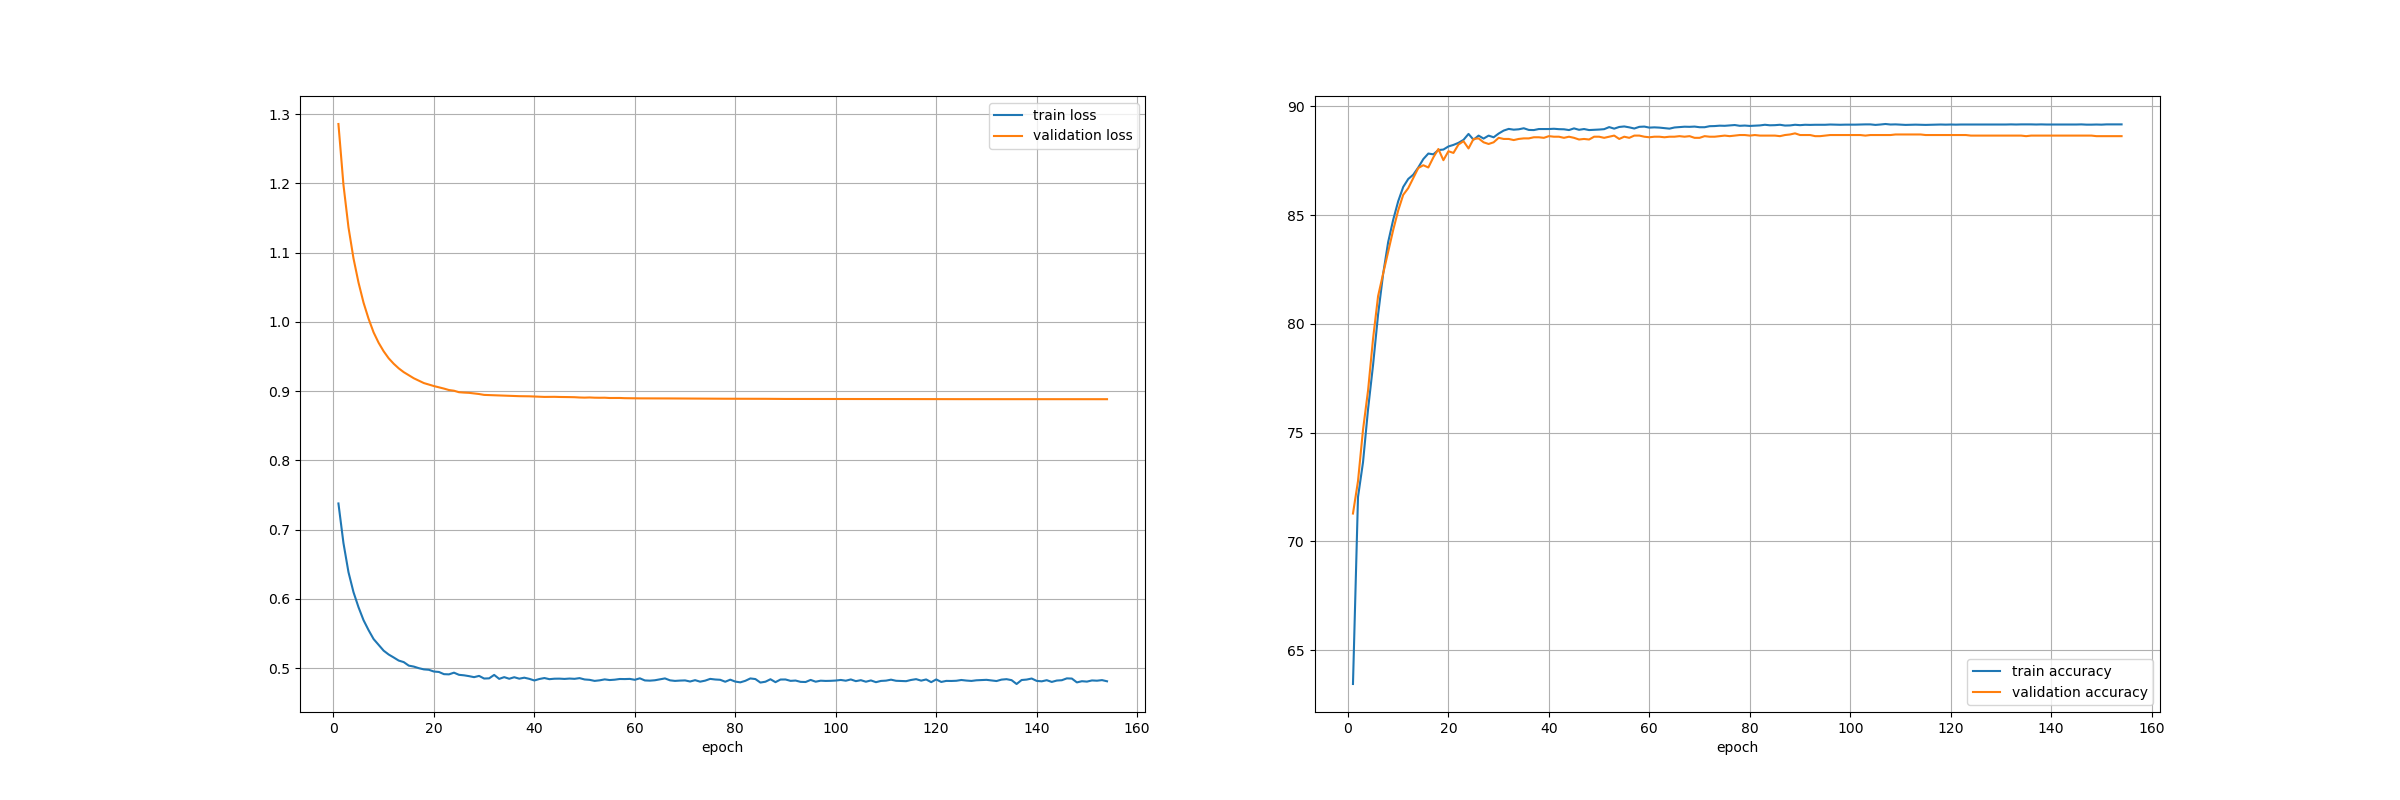 1.3
1.2
1.1
1.0
0.9
0.8
0.7
0.6
0.5
0 20 40 60 80 100 120 140 160
epoch
train loss
validation loss
90
85
80
75
70
65
0 20 40 60 80 100 120 140 160
epoch
train accuracy
validation accuracy